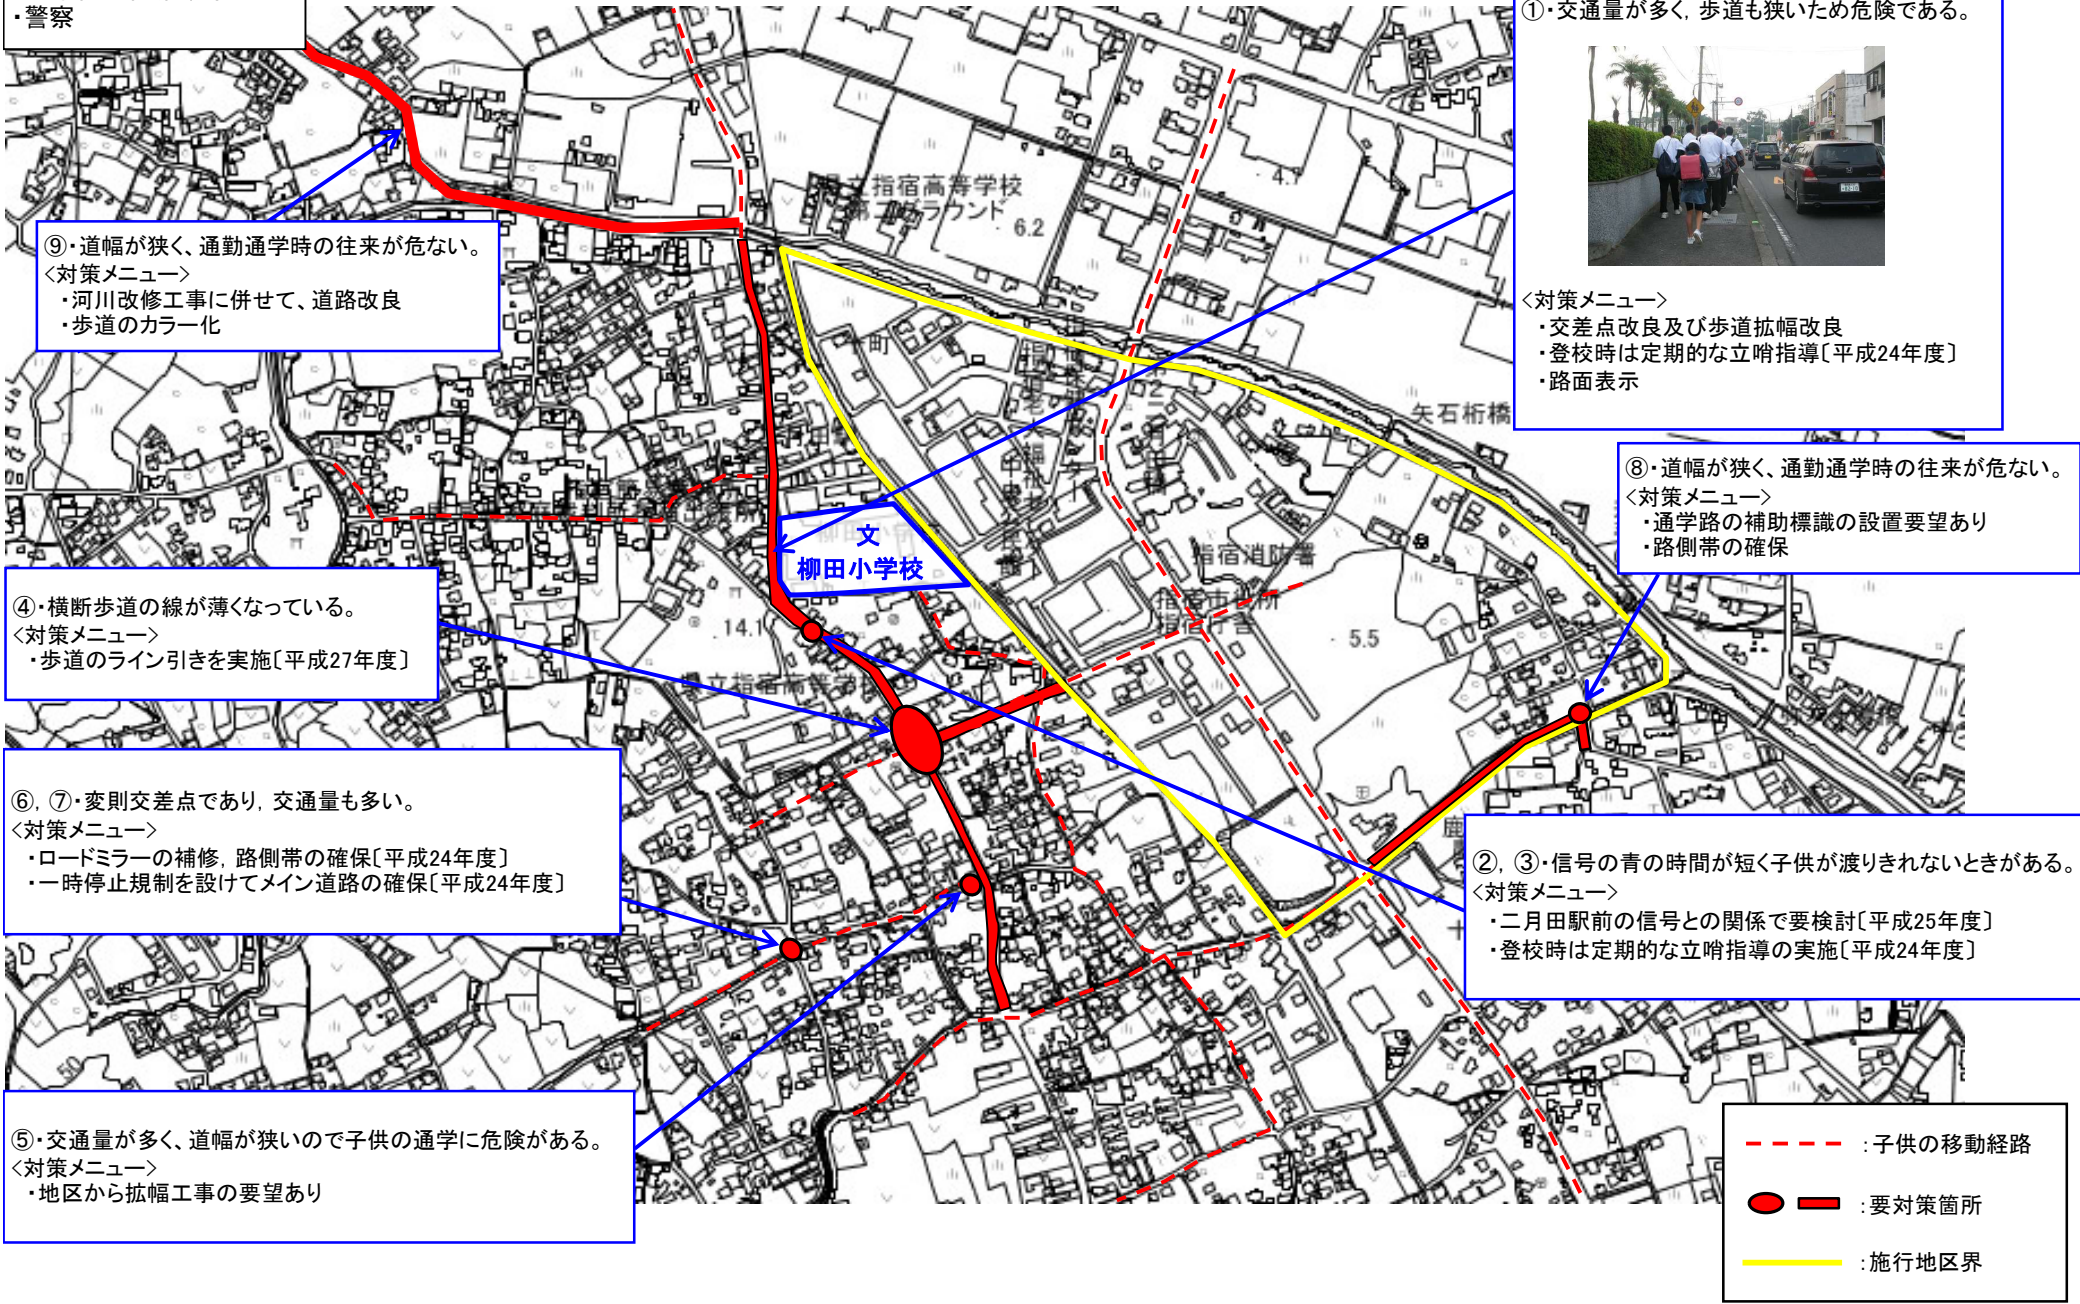 ・警察
①・交通量が多く, 歩道も狭いため危険である。
<対策メニュー>
・交差点改良及び歩道拡幅改良
・登校時は定期的な立哨指導〔平成24年度〕
・路面表示
⑨・道幅が狭く、通勤通学時の往来が危ない。
<対策メニュー>
・河川改修工事に併せて、道路改良
・歩道のカラー化
⑧・道幅が狭く、通勤通学時の往来が危ない。
<対策メニュー>
・通学路の補助標識の設置要望あり
・路側帯の確保
④・横断歩道の線が薄くなっている。
<対策メニュー>
・歩道のライン引きを実施〔平成27年度〕
⑥, ⑦・変則交差点であり, 交通量も多い。
<対策メニュー>
・ロードミラーの補修, 路側帯の確保〔平成24年度〕
・一時停止規制を設けてメイン道路の確保〔平成24年度〕
②, ③・信号の青の時間が短く子供が渡りきれないときがある。
<対策メニュー>
・二月田駅前の信号との関係で要検討〔平成25年度〕
・登校時は定期的な立哨指導の実施〔平成24年度〕
⑤・交通量が多く、道幅が狭いので子供の通学に危険がある。
<対策メニュー>
・地区から拡幅工事の要望あり
県立指宿高等学校
第二グラウンド
6.2
4.7
矢石桁橋
文
柳田小学校
指宿消防署
指宿市役所
指宿庁舎
5.5
14.1
県立指宿高等学校
50
:子供の移動経路
:要対策箇所
:施行地区界